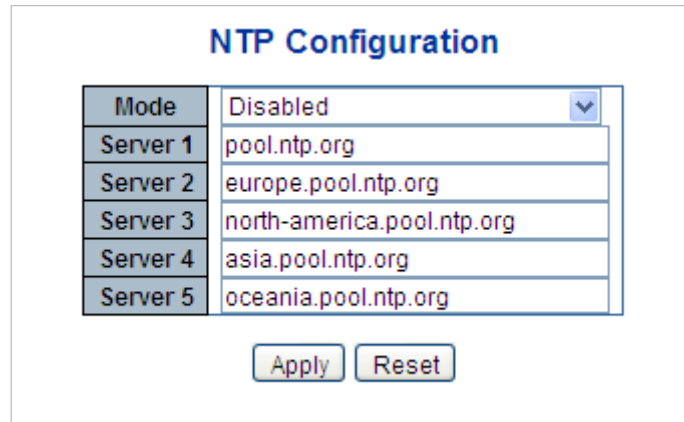 NTP Configuration
Mode Disabled
Server 1 pool.ntp.org
Server 2 europe.pool.ntp.org
Server 3 north-america.pool.ntp.org
Server 4 asia.pool.ntp.org
Server 5 oceania.pool.ntp.org
Apply Reset